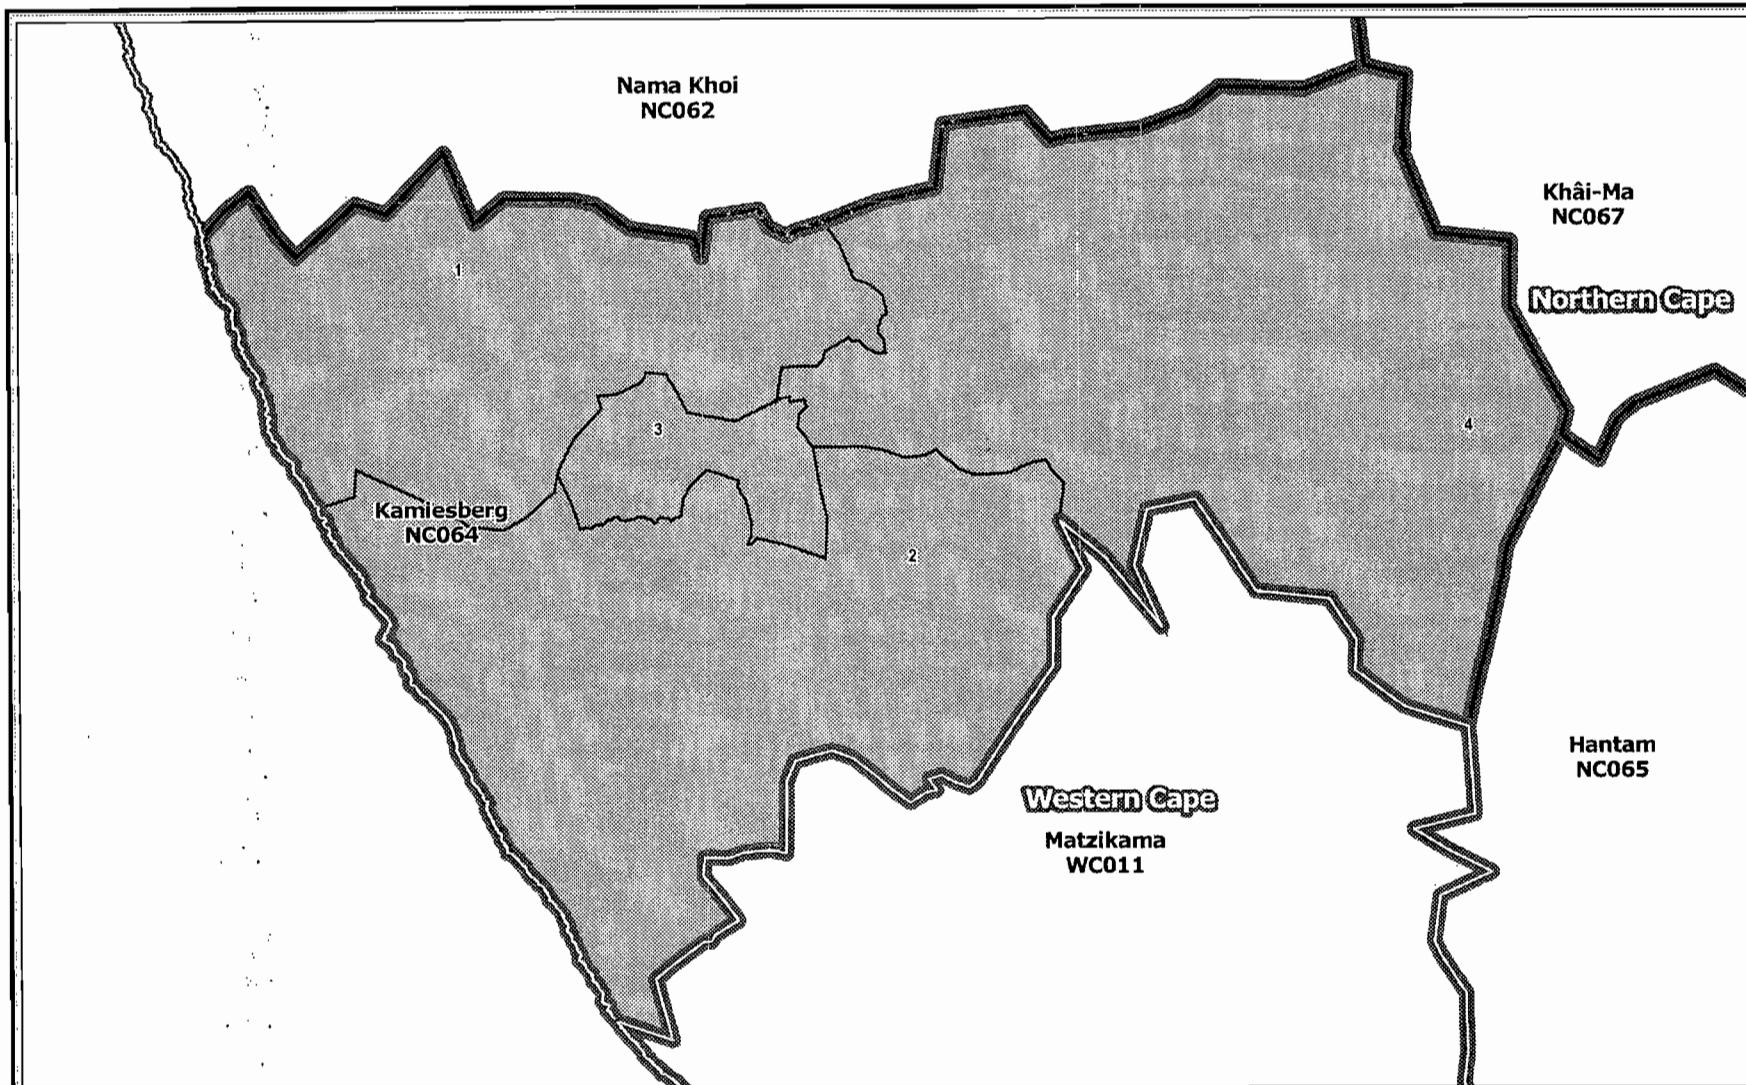 Nama Khoi
NC062
Khâi-Ma
NC067
1
Northern Cape
3
4
Kamiesberg
NC064
2
Hantam
NC065
Western Cape
Matzikama
WC011